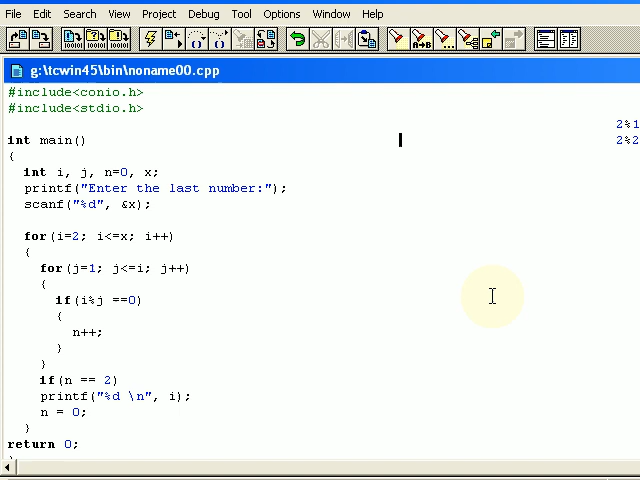 File Edit Search View Project Debug Tool Options Window Help
g:\tcwin45\bin\noname00.cpp
#include<conio.h>
#include<stdio.h>
2%1
int main()
2%2
{
int i, j, n=0, x;
printf("Enter the last number:");
scanf("%d", &x);
for(i=2; i<=x; i++)
{
for(j=1; j<=i; j++)
{
if(i%j ==0)
{
n++;
}
}
if(n == 2)
printf("%d \n", i);
n = 0;
}
return 0;